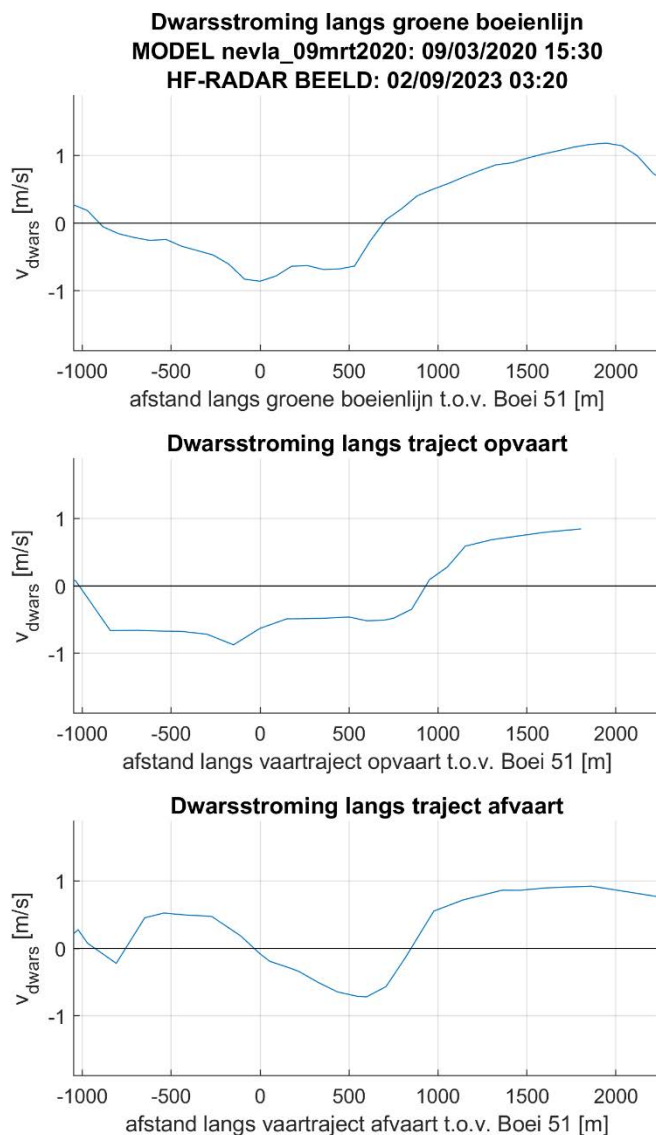 Dwarsstroming langs groene boeienlijn
MODEL nevla_09mrt2020: 09/03/2020 15:30
HF-RADAR BEELD: 02/09/2023 03:20
1
0
-1
v_dwars [m/s]
-1000 -500 0 500 1000 1500 2000
afstand langs groene boeienlijn t.o.v. Boei 51 [m]
Dwarsstroming langs traject opvaart
1
0
-1
v_dwars [m/s]
-1000 -500 0 500 1000 1500 2000
afstand langs vaartraject opvaart t.o.v. Boei 51 [m]
Dwarsstroming langs traject afvaart
1
0
-1
v_dwars [m/s]
-1000 -500 0 500 1000 1500 2000
afstand langs vaartraject afvaart t.o.v. Boei 51 [m]